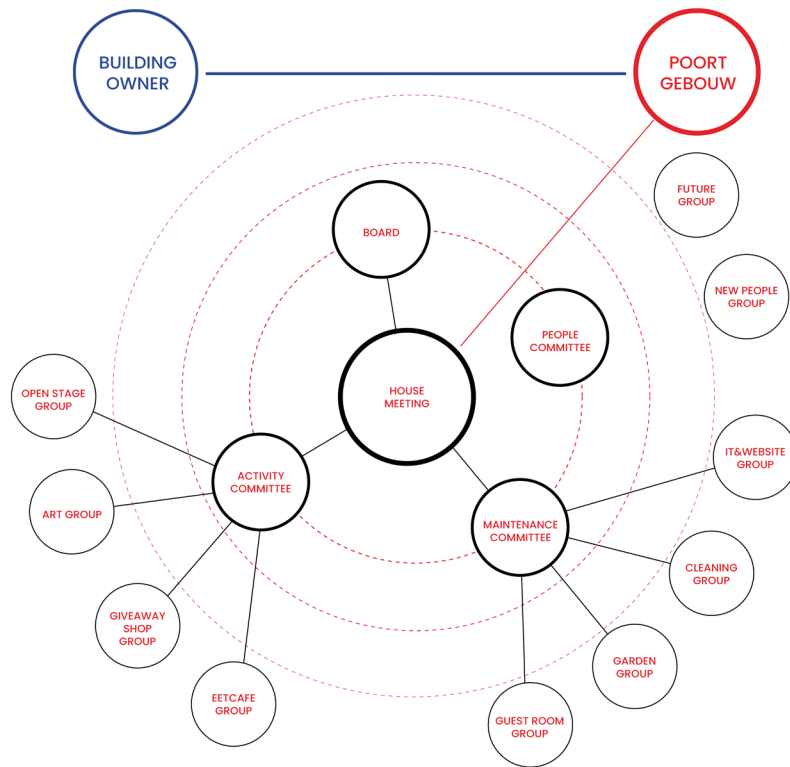 BUILDING
OWNER
POORT
GEBOUW
FUTURE
GROUP
BOARD
NEW PEOPLE
GROUP
PEOPLE
COMMITTEE
HOUSE
MEETING
OPEN STAGE
GROUP
ACTIVITY
COMMITTEE
IT&WEBSITE
GROUP
ART GROUP
MAINTENANCE
COMMITTEE
CLEANING
GROUP
GIVEAWAY
SHOP
GROUP
GARDEN
GROUP
EETCAFE
GROUP
GUEST ROOM
GROUP